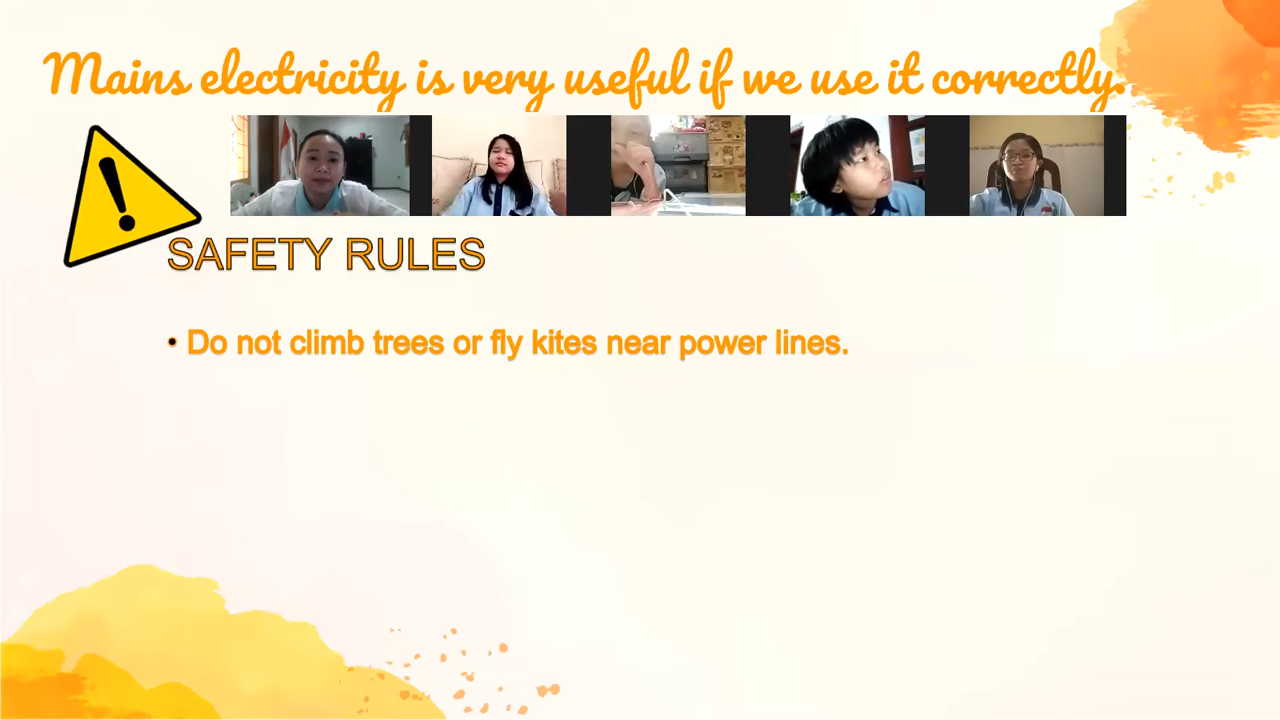 Mains electricity is very useful if we use it correctly.
SAFETY RULES
• Do not climb trees or fly kites near power lines.